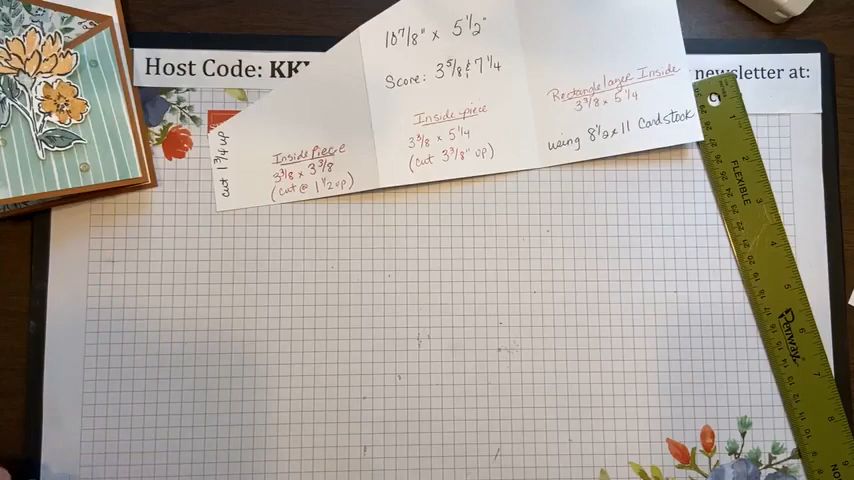 Host Code: KK
newsletter at:
10 7/8" x 5 1/2"
Score: 3 5/8 & 7 1/4
Inside piece
3 3/8 x 5 1/4
(cut 3 3/8" up)
Rectangle layer Inside
3 3/8 x 5 1/4
using 8 1/2 x 11 Cardstock
Inside Piece
3 3/8 x 3 3/8
(cut @ 1 1/2 up)
cut 1 3/4 up
FLEXIBLE
Penway